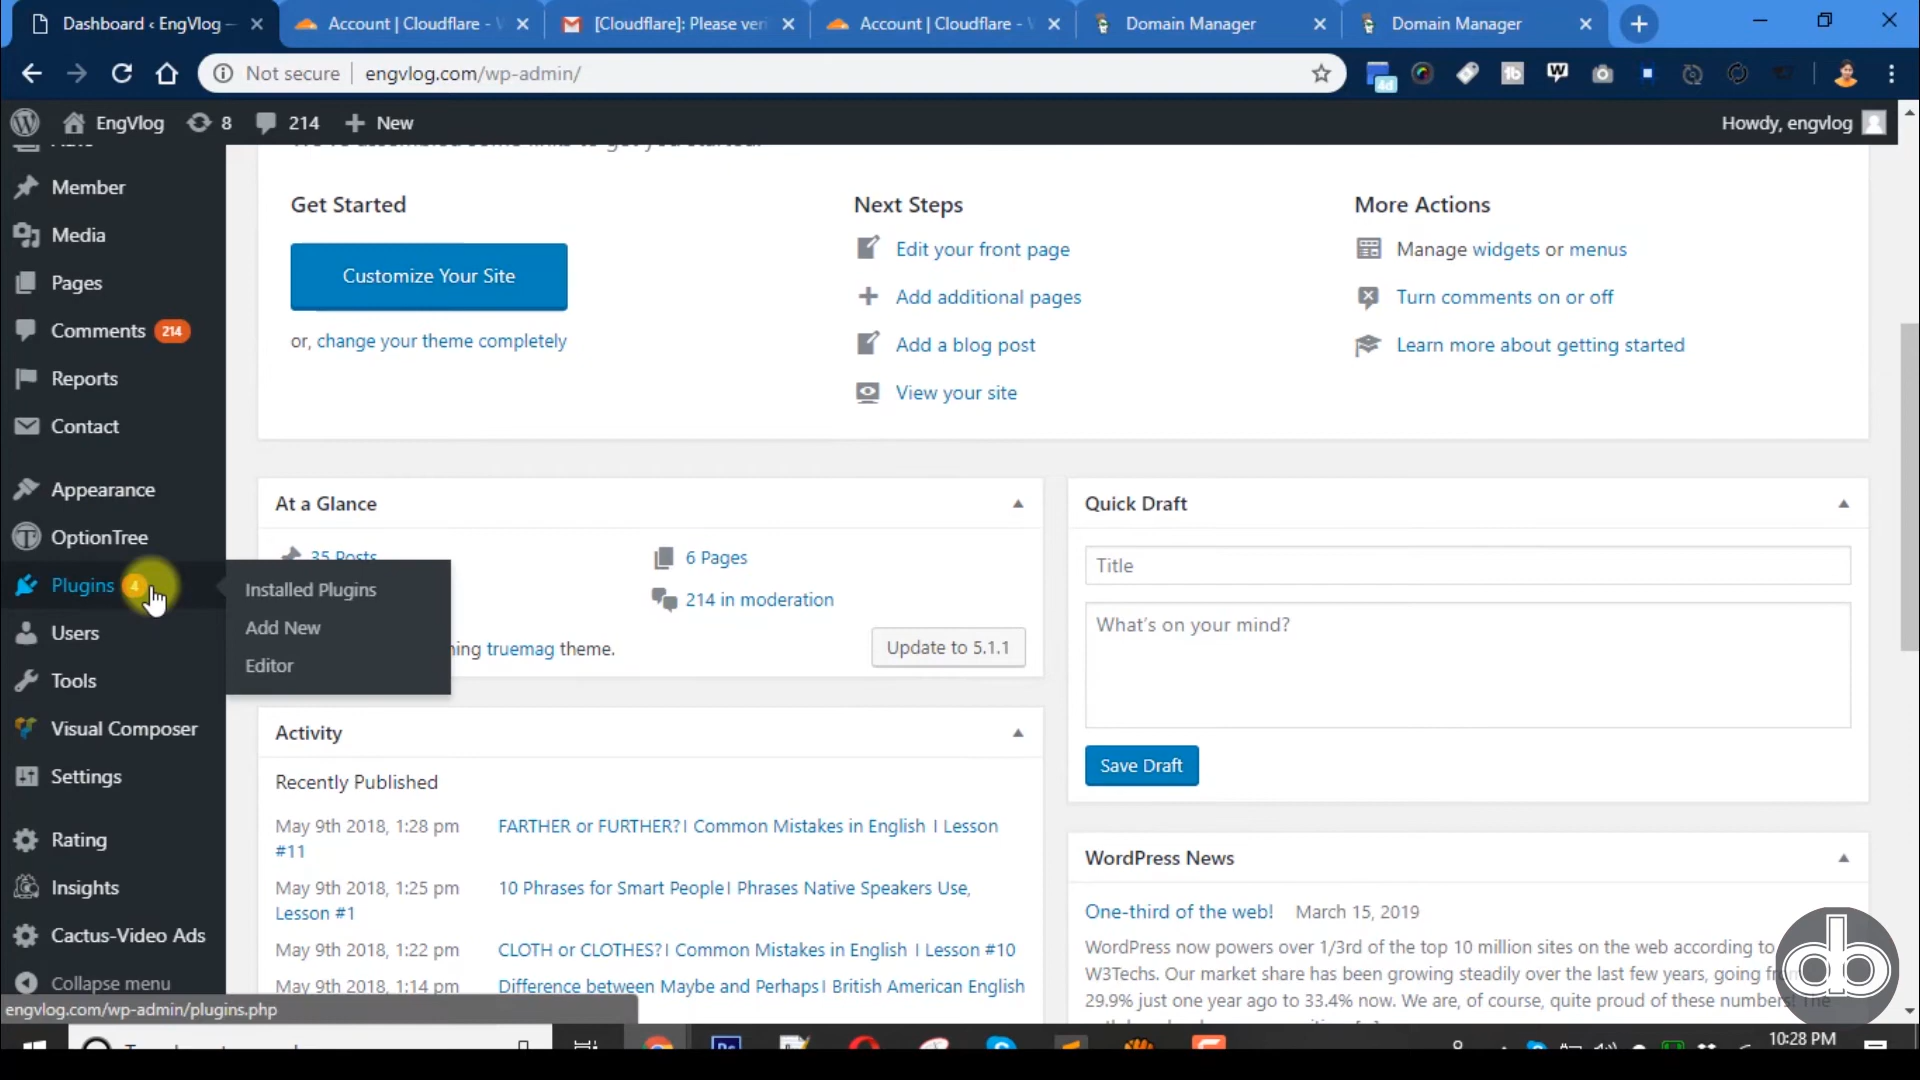 Dashboard ‹ EngVlog —
Account | Cloudflare -
[Cloudflare]: Please veri
Account | Cloudflare -
Domain Manager
Domain Manager
Not secure
engvlog.com/wp-admin/
EngVlog
8
214
New
Howdy, engvlog
Member
Media
Pages
Comments 214
Reports
Contact
Appearance
OptionTree
Plugins 4
Users
Tools
Visual Composer
Settings
Rating
Insights
Cactus-Video Ads
Collapse menu
Installed Plugins
Add New
Editor
Get Started
Customize Your Site
or, change your theme completely
Next Steps
Edit your front page
Add additional pages
Add a blog post
View your site
More Actions
Manage widgets or menus
Turn comments on or off
Learn more about getting started
At a Glance
35 Posts
6 Pages
214 in moderation
truemag theme.
Update to 5.1.1
Activity
Recently Published
May 9th 2018, 1:28 pm FARTHER or FURTHER? I Common Mistakes in English I Lesson
#11
May 9th 2018, 1:25 pm 10 Phrases for Smart People I Phrases Native Speakers Use,
Lesson #1
May 9th 2018, 1:22 pm CLOTH or CLOTHES? I Common Mistakes in English I Lesson #10
May 9th 2018, 1:14 pm Difference between Maybe and Perhaps I British American English
Quick Draft
Title
What's on your mind?
Save Draft
WordPress News
One-third of the web! March 15, 2019
WordPress now powers over 1/3rd of the top 10 million sites on the web according to
W3Techs. Our market share has been growing steadily over the last few years, going
29.9% just one year ago to 33.4% now. We are, of course, quite proud of these numbers! The
engvlog.com/wp-admin/plugins.php
10:28 PM